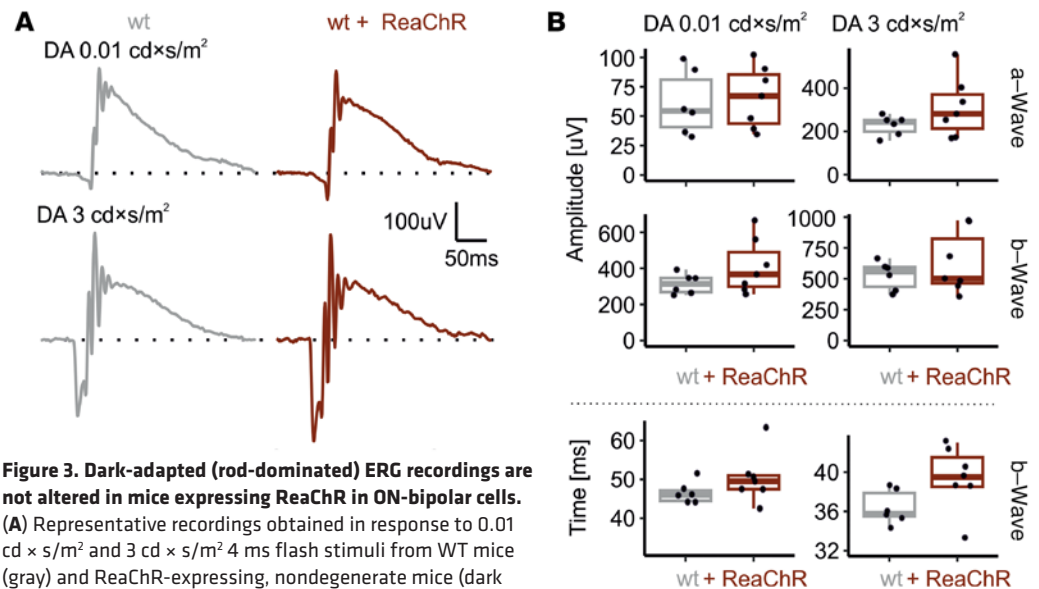 A
wt
wt + ReaChR
DA 0.01 cd×s/m²
DA 3 cd×s/m²
100uV
50ms
B
DA 0.01 cd×s/m²
DA 3 cd×s/m²
Amplitude [uV]
100
75
50
25
0
400
200
0
a–Wave
600
400
200
0
1000
750
500
250
0
b–Wave
wt + ReaChR
wt + ReaChR
Time [ms]
60
50
40
40
36
32
b–Wave
wt + ReaChR
wt + ReaChR
Figure 3. Dark-adapted (rod-dominated) ERG recordings are
not altered in mice expressing ReaChR in ON-bipolar cells.
(A) Representative recordings obtained in response to 0.01
cd × s/m² and 3 cd × s/m² 4 ms flash stimuli from WT mice
(gray) and ReaChR-expressing, nondegenerate mice (dark